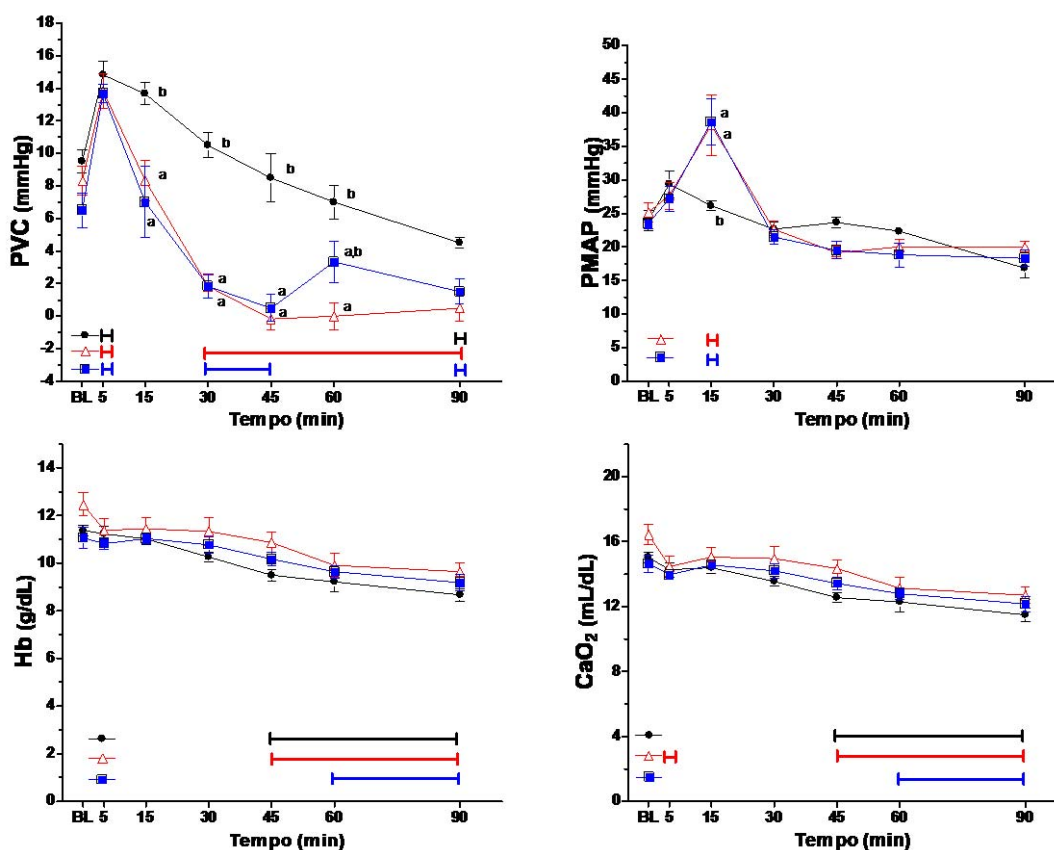 PVC (mmHg)
18
16
14
12
10
8
6
4
2
0
-2
-4
b
b
b
b
a
a
a
a
a
a
a,b
a
BL 5 15 30 45 60 90
Tempo (min)
PMAP (mmHg)
50
45
40
35
30
25
20
15
10
5
0
a
a
b
BL 5 15 30 45 60 90
Tempo (min)
Hb (g/dL)
14
12
10
8
6
4
2
0
BL 5 15 30 45 60 90
Tempo (min)
CaO₂ (mL/dL)
20
16
12
8
4
0
BL 5 15 30 45 60 90
Tempo (min)